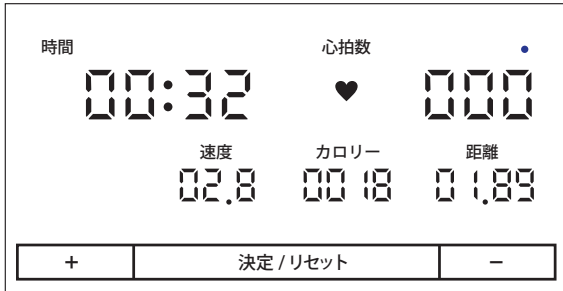 時間 心拍数
00:32 000
速度 カロリー 距離
02.8 0018 01.89
+ 決定 / リセット −